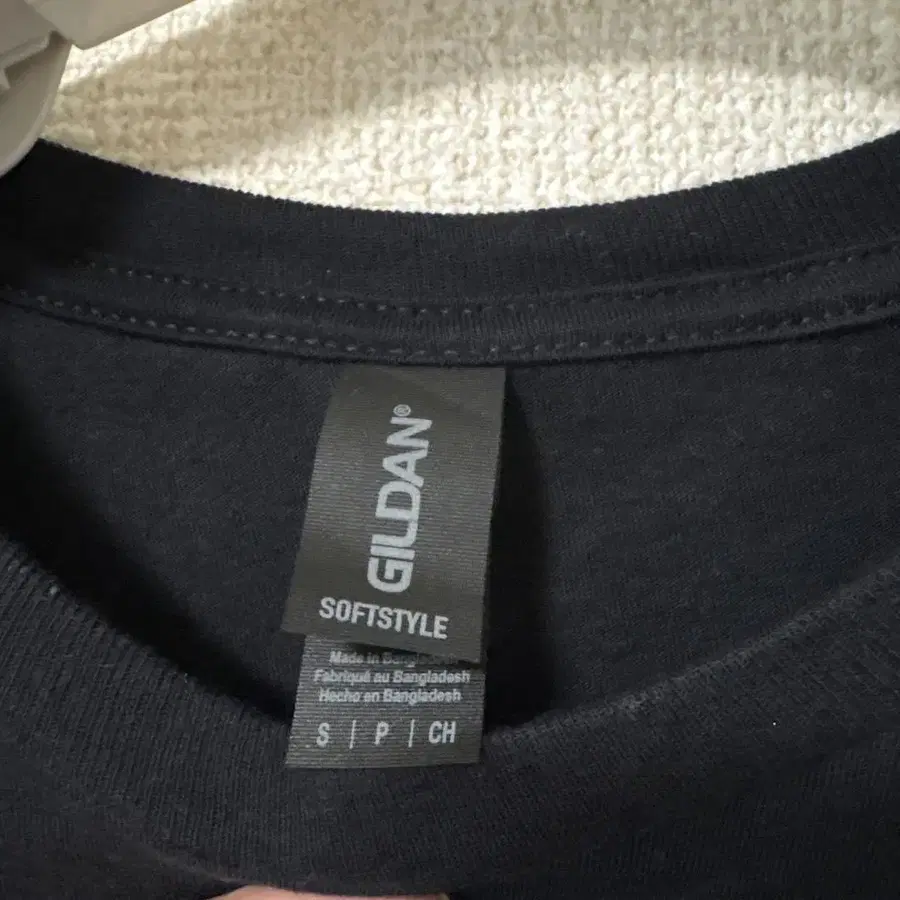 GILDAN®
SOFTSTYLE
Made in Bangladesh
Fabriqué au Bangladesh
Hecho en Bangladesh
S | P | CH